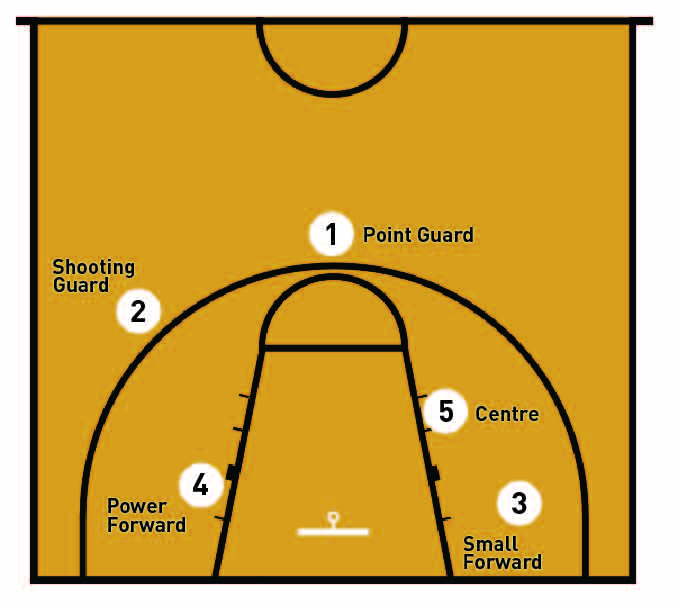 1 Point Guard
Shooting
Guard
2
5 Centre
4
3
Power
Forward
Small
Forward